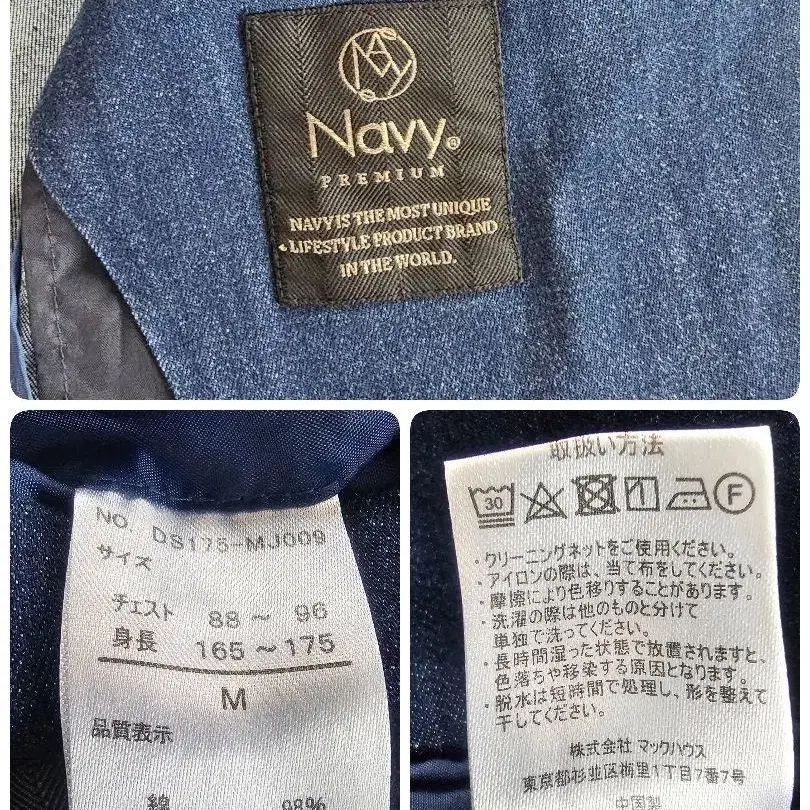 Navy®
PREMIUM
NAVY IS THE MOST UNIQUE
LIFESTYLE PRODUCT BRAND
IN THE WORLD.
No. DS175-MJ009
サイズ
チェスト 88～ 96
身長 165～175
M
品質表示
綿 98%
取扱い方法
30
F
・クリーニングネットをご使用ください。
・アイロンの際は、当て布をしてください。
・摩擦により色移りすることがあります。
・洗濯の際は他のものと分けて
単独で洗ってください。
・長時間湿った状態で放置されますと、
色落ちや移染する原因となります。
・脱水は短時間で処理し、形を整えて
干してください。
株式会社 マックハウス
東京都杉並区梅里1丁目7番7号
中国製